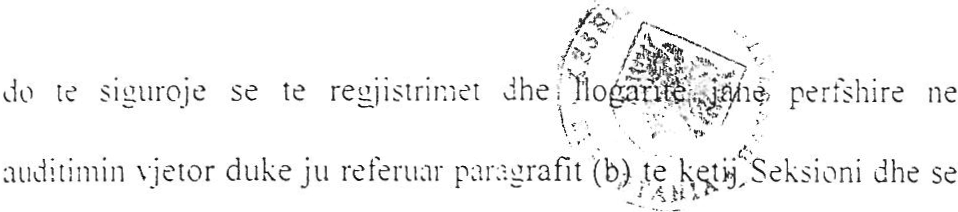 do te siguroje se te regjistrimet dhe llogarite jane perfshire ne
auditimin vjetor duke ju referuar paragrafit (b) te ketij Seksioni dhe se